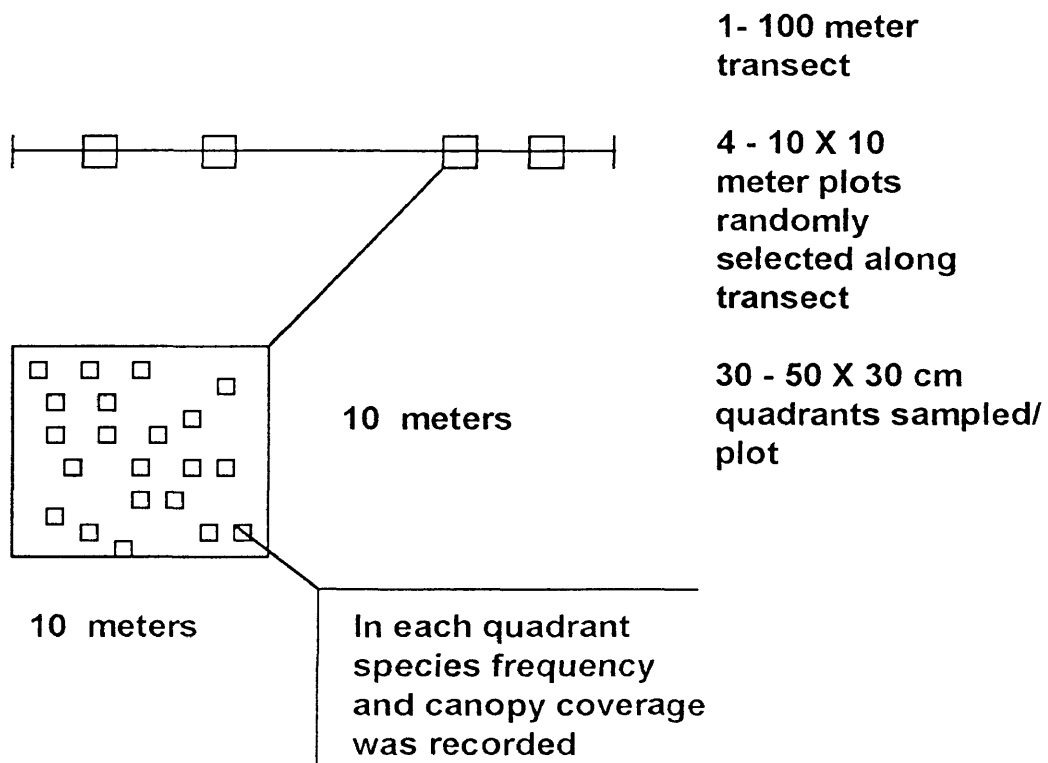 1- 100 meter
transect
4 - 10 X 10
meter plots
randomly
selected along
transect
30 - 50 X 30 cm
quadrants sampled/
plot
10 meters
10 meters
In each quadrant
species frequency
and canopy coverage
was recorded